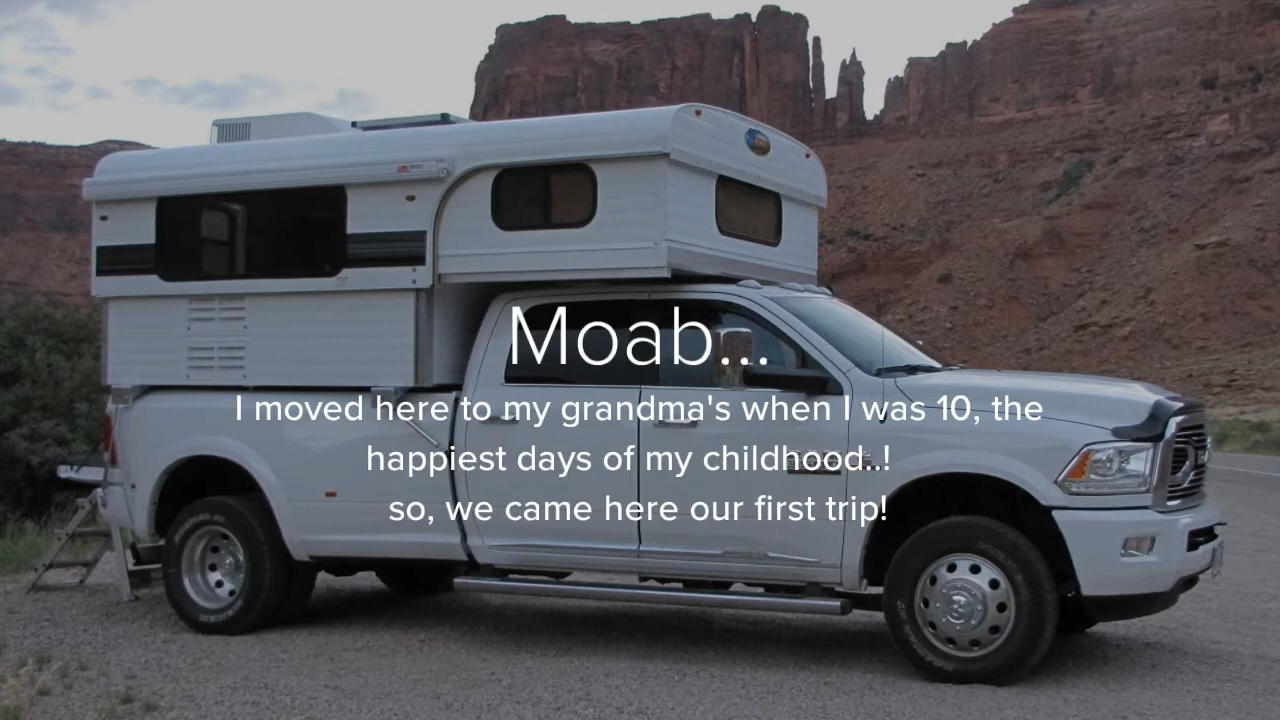 Moab...
I moved here to my grandma's when I was 10, the
happiest days of my childhood..!
so, we came here our first trip!